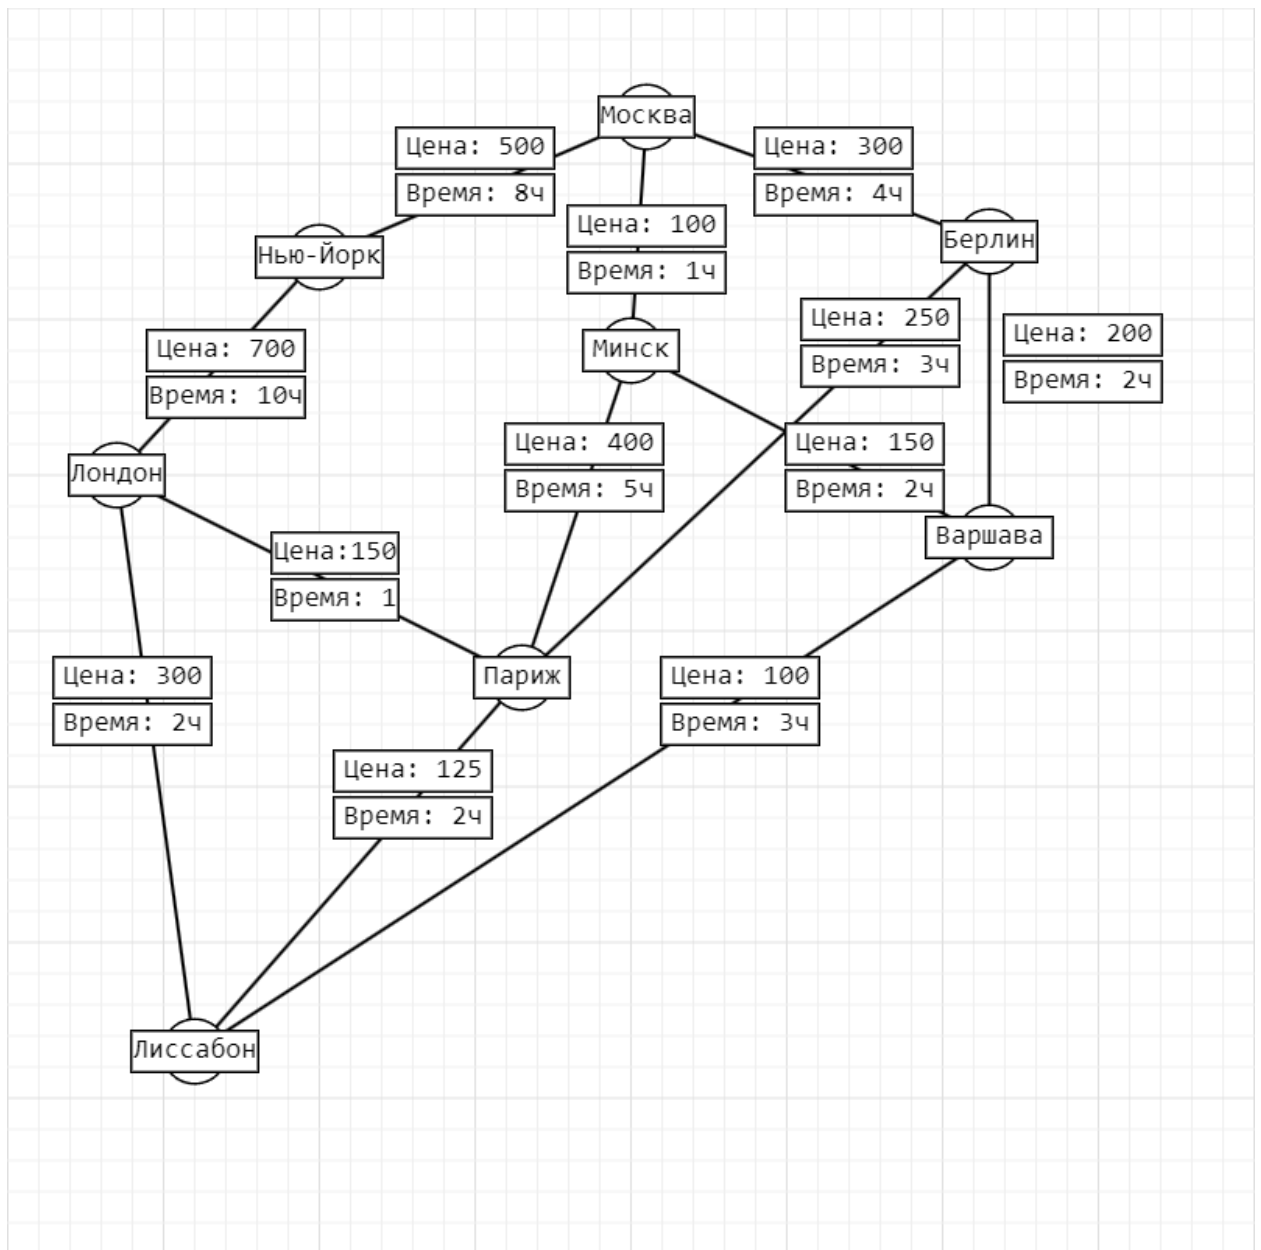 Москва
Цена: 500
Цена: 300
Время: 8ч
Время: 4ч
Цена: 100
Берлин
Нью-Йорк
Время: 1ч
Цена: 250
Цена: 200
Цена: 700
Минск
Время: 3ч
Время: 2ч
Время: 10ч
Цена: 400
Цена: 150
Лондон
Время: 5ч
Время: 2ч
Варшава
Цена:150
Время: 1
Цена: 300
Париж
Цена: 100
Время: 2ч
Время: 3ч
Цена: 125
Время: 2ч
Лиссабон